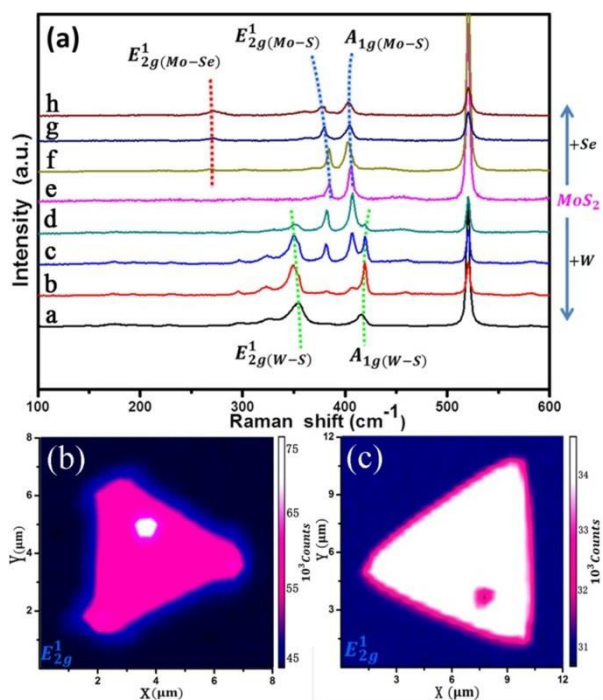 (a)
E¹2g(Mo−Se)
E¹2g(Mo−S)
A1g(Mo−S)
h
g
f
e
d
c
b
a
+Se
MoS2
+W
E¹2g(W−S)
A1g(W−S)
Intensity (a.u.)
100 200 300 400 500 600
Raman shift (cm⁻¹)
(b)
8
6
4
2
Y(μm)
E¹2g
2 4 6 8
X(μm)
75
65
55
45
10³Counts
(c)
12
9
6
3
Y(μm)
E¹2g
3 6 9 12
X (μm)
34
33
32
31
10³Counts